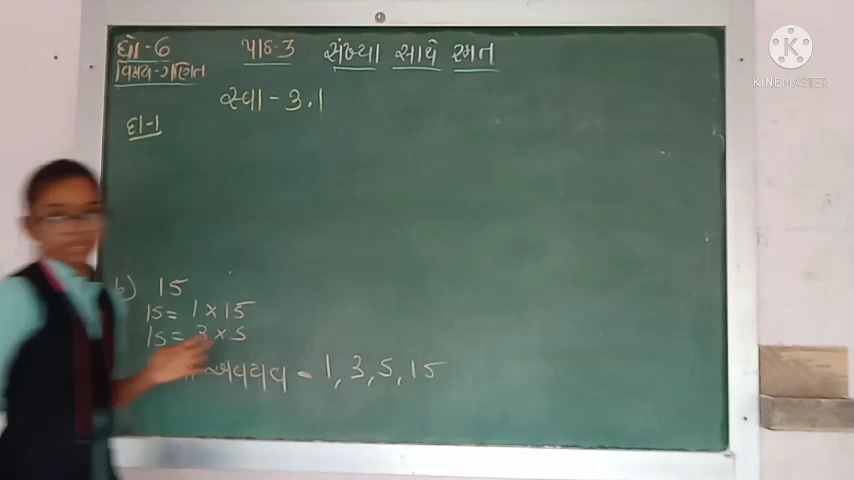 ધો-6 પાઠ-3 સંખ્યા સાથે રમત
વિષય-ગણિત
સ્વા-3.1
દા-1
b) 15
15 = 1 × 15
15 = 3 × 5
અવયવ = 1, 3, 5, 15
KINEMASTER